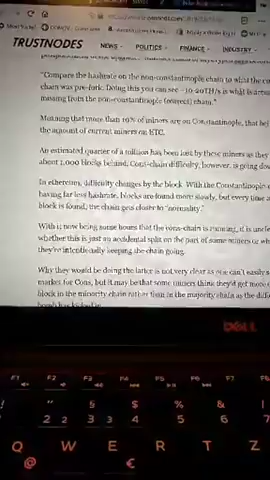 TRUSTNODES
NEWS POLITICS FINANCE INDUSTRY
"Compare the hashrate on the non-constantinople chain to what the
chain was pre-fork. Doing this you can see ~10-20TH/s is what is
missing from the non-constantinople (correct) chain."
Meaning that more than 10% of miners are on Constantinople, that
the amount of current miners on ETC.
An estimated quarter of a million has been lost by these miners as they
about 1,000 blocks behind. Cons-chain difficulty, however, is going
In ethereum, difficulty changes by the block. With the Constantinople
having far less hashrate, blocks are found more slowly, but every time a
block is found, the chain gets closer to "normality."
With it now being some hours that the cons-chain is running, it is
whether this is just an accidental split on the part of some miners or
they're intentionally keeping the chain going.
Why they would be doing the latter is not very clear as one can't easily
market for Cons, but it may be that some miners think they'd get more
block in the minority chain rather than in the majority chain as the
bomb has kicked in
DELL
F1 F2 F3 F4 F5 F6 F7 F8
! " § $ % & /
2 2 3 3 4 5 6 7
Q W E R T Z
@ €